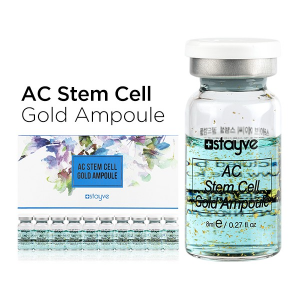 AC Stem Cell
Gold Ampoule
AC STEM CELL
GOLD AMPOULE
stayve
stayve
AC
Stem Cell
Gold Ampoule
8ml / 0.27 fl oz